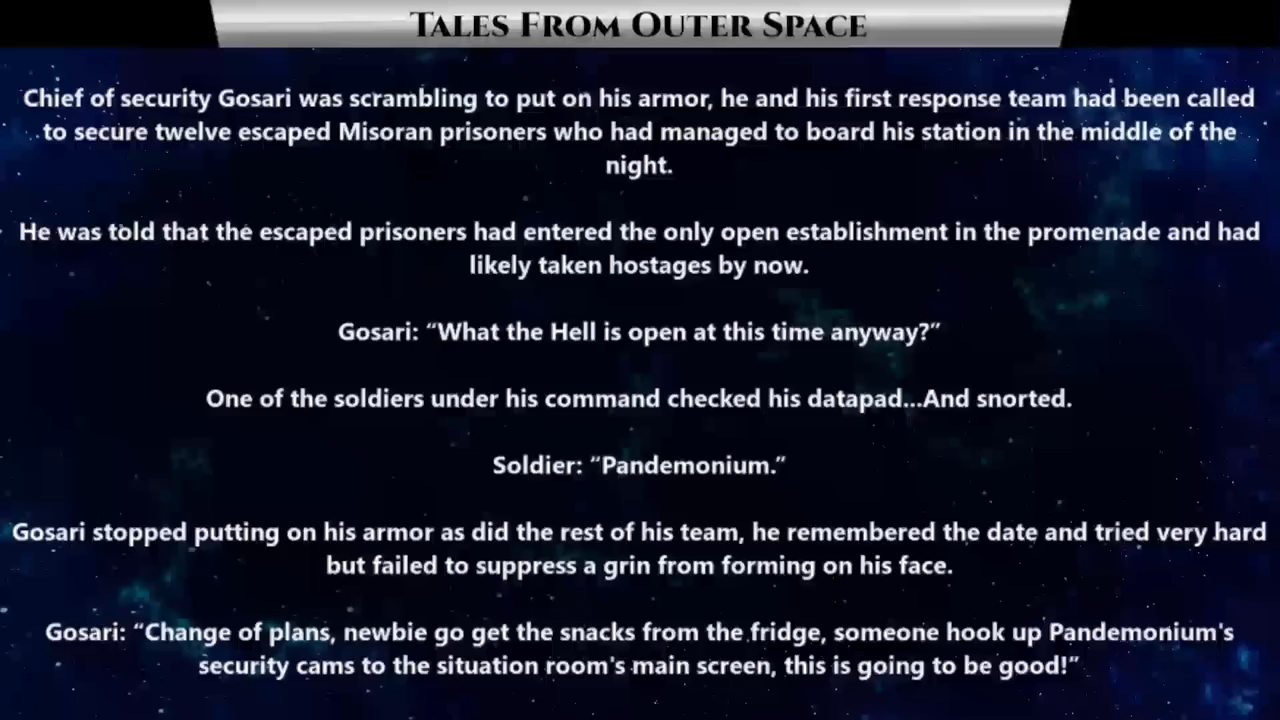 Tales From Outer Space
Chief of security Gosari was scrambling to put on his armor, he and his first response team had been called
to secure twelve escaped Misoran prisoners who had managed to board his station in the middle of the
night.
He was told that the escaped prisoners had entered the only open establishment in the promenade and had
likely taken hostages by now.
Gosari: “What the Hell is open at this time anyway?”
One of the soldiers under his command checked his datapad...And snorted.
Soldier: “Pandemonium.”
Gosari stopped putting on his armor as did the rest of his team, he remembered the date and tried very hard
but failed to suppress a grin from forming on his face.
Gosari: “Change of plans, newbie go get the snacks from the fridge, someone hook up Pandemonium's
security cams to the situation room's main screen, this is going to be good!”